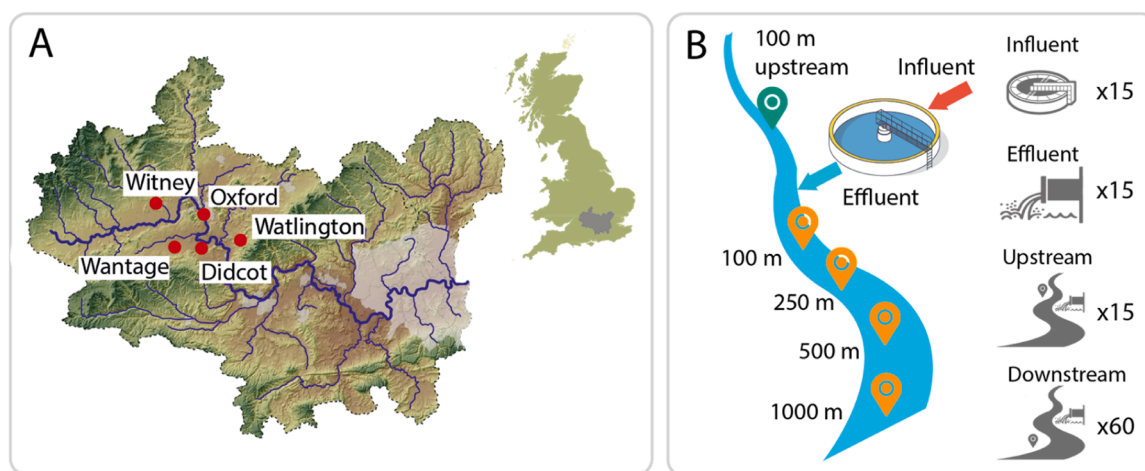 A
Witney
Oxford
Watlington
Wantage
Didcot
B
100 m
upstream
Influent
Effluent
100 m
250 m
500 m
1000 m
Influent
x15
Effluent
x15
Upstream
x15
Downstream
x60